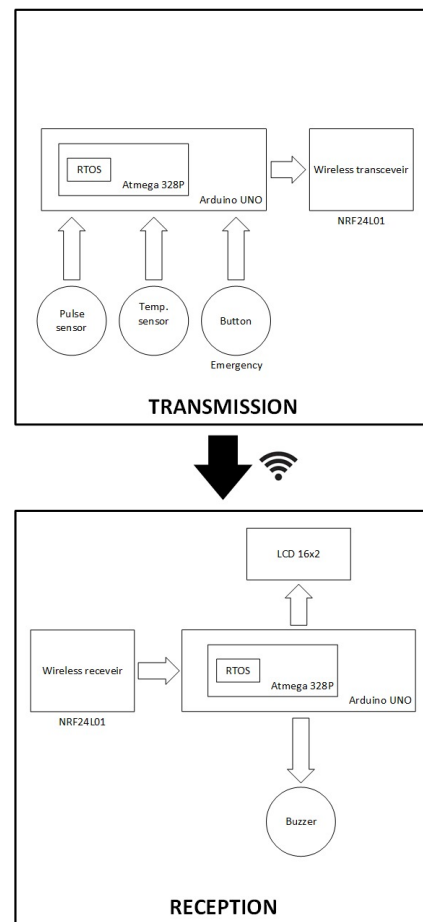 RTOS
Atmega 328P
Arduino UNO
Wireless transceveir
NRF24L01
Pulse
sensor
Temp.
sensor
Button
Emergency
TRANSMISSION
LCD 16x2
Wireless receveir
NRF24L01
RTOS
Atmega 328P
Arduino UNO
Buzzer
RECEPTION